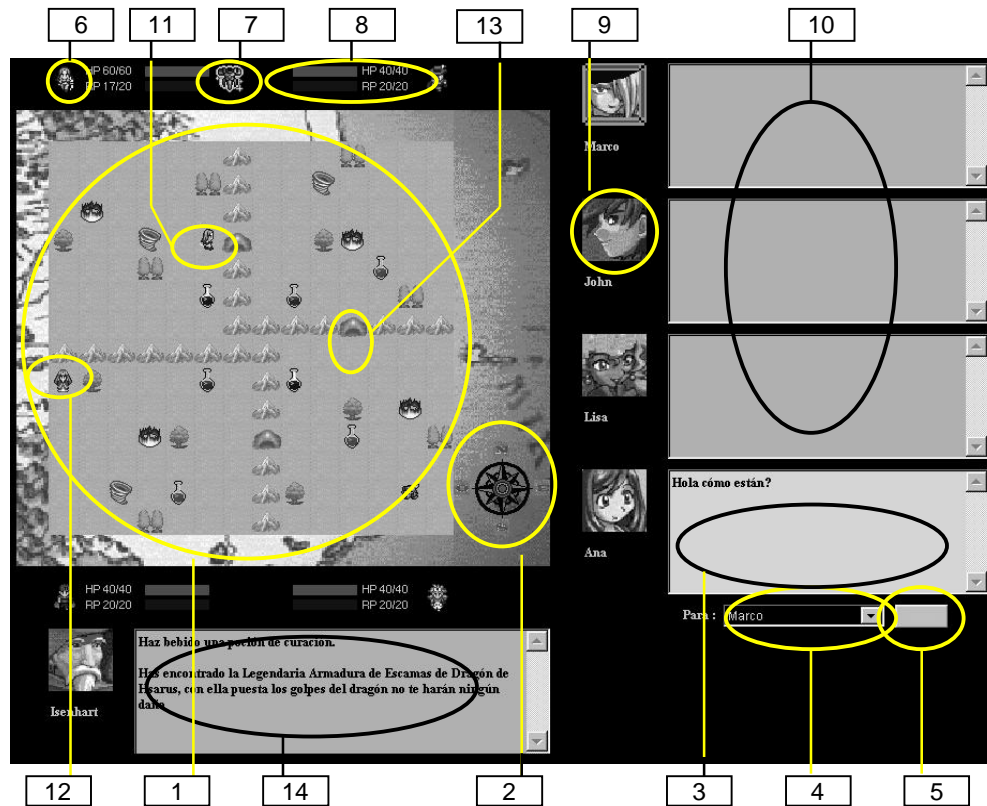 6
11
7
8
13
9
10
HP 60/60
RP 17/20
HP 40/40
RP 20/20
Marco
John
Lisa
Ana
Hola cómo están?
Para :
Marco
HP 40/40
RP 20/20
HP 40/40
RP 20/20
Isenhart
Haz bebido una poción de curación.
Has encontrado la Legendaria Armadura de Escamas de Dragón de
Hsarus, con ella puesta los golpes del dragón no te harán ningún
daño
12
1
14
2
3
4
5